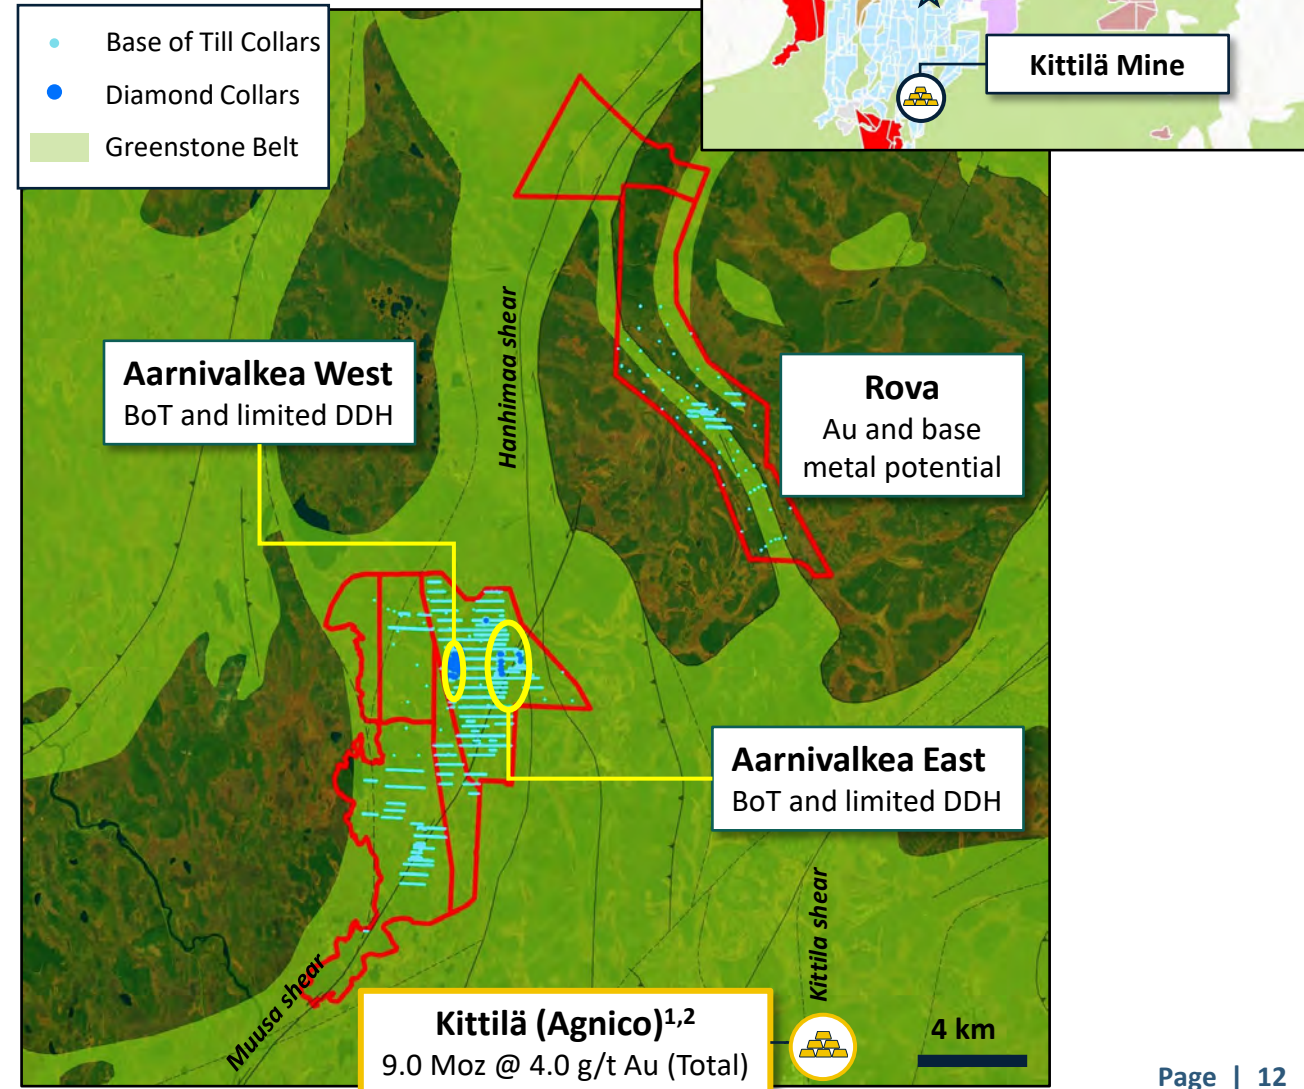 Base of Till Collars
Diamond Collars
Greenstone Belt
Kittilä Mine
Hanhimaa shear
Aarnivalkea West
BoT and limited DDH
Rova
Au and base
metal potential
Aarnivalkea East
BoT and limited DDH
Kittila shear
Muusa shear
Kittilä (Agnico)1,2
9.0 Moz @ 4.0 g/t Au (Total)
4 km
Page | 12